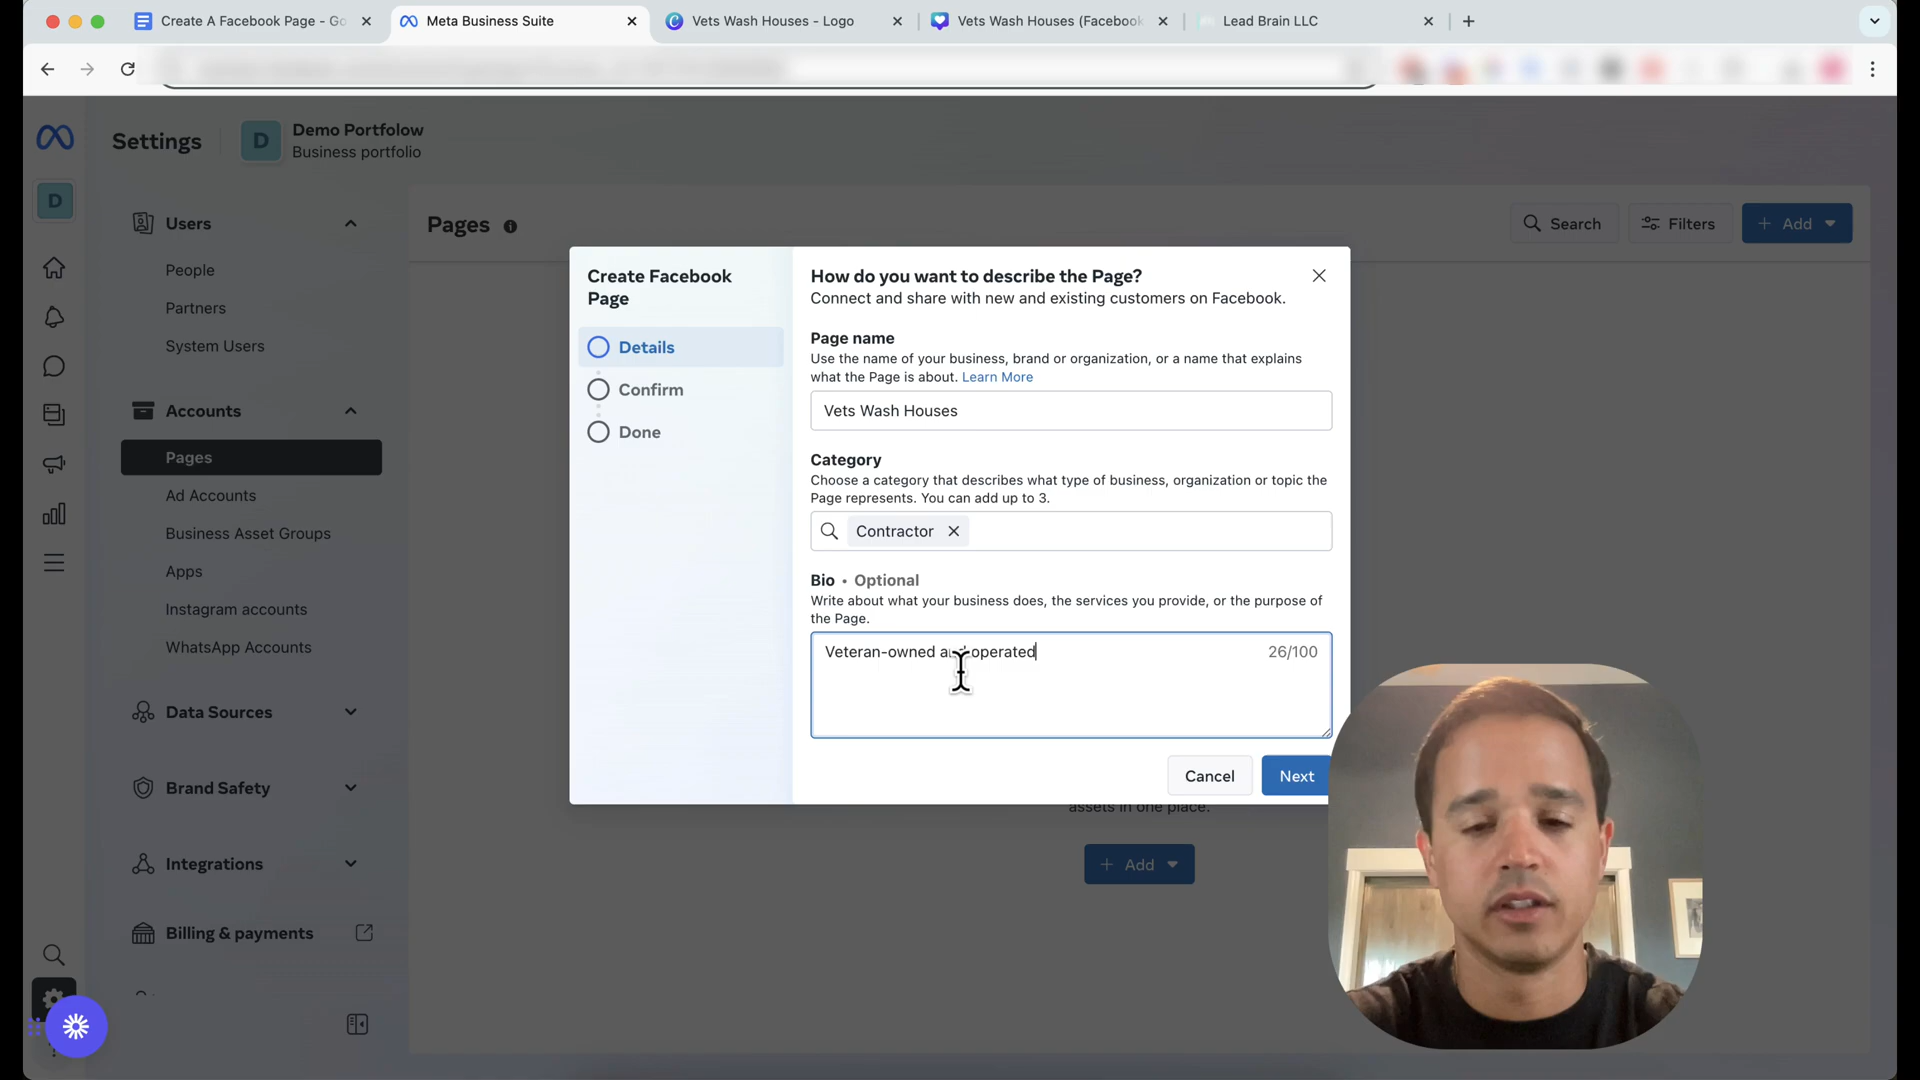 Create A Facebook Page - Go
Meta Business Suite
Vets Wash Houses - Logo
Vets Wash Houses (Facebook
Lead Brain LLC
Settings
D
Demo Portfolow
Business portfolio
D
Users
People
Partners
System Users
Accounts
Pages
Ad Accounts
Business Asset Groups
Apps
Instagram accounts
WhatsApp Accounts
Data Sources
Brand Safety
Integrations
Billing & payments
Pages
Search
Filters
+ Add
Create Facebook
Page
Details
Confirm
Done
How do you want to describe the Page?
Connect and share with new and existing customers on Facebook.
Page name
Use the name of your business, brand or organization, or a name that explains
what the Page is about. Learn More
Vets Wash Houses
Category
Choose a category that describes what type of business, organization or topic the
Page represents. You can add up to 3.
Contractor
Bio • Optional
Write about what your business does, the services you provide, or the purpose of
the Page.
Veteran-owned and operated
26/100
Cancel
Next
assets in one place.
+ Add